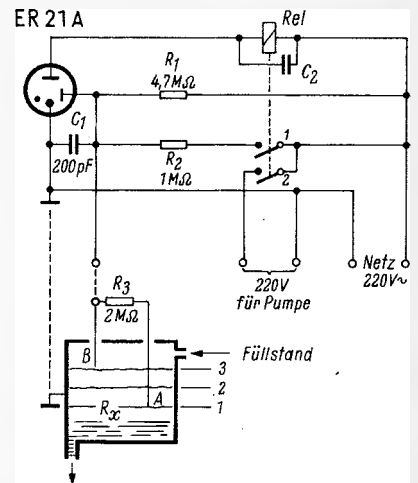 ER 21 A
Rel
R1
4,7MΩ
C2
C1
200pF
R2
1MΩ
1
2
R3
2MΩ
220V
für Pumpe
Netz
220V~
Füllstand
B
3
2
A
Rx
1